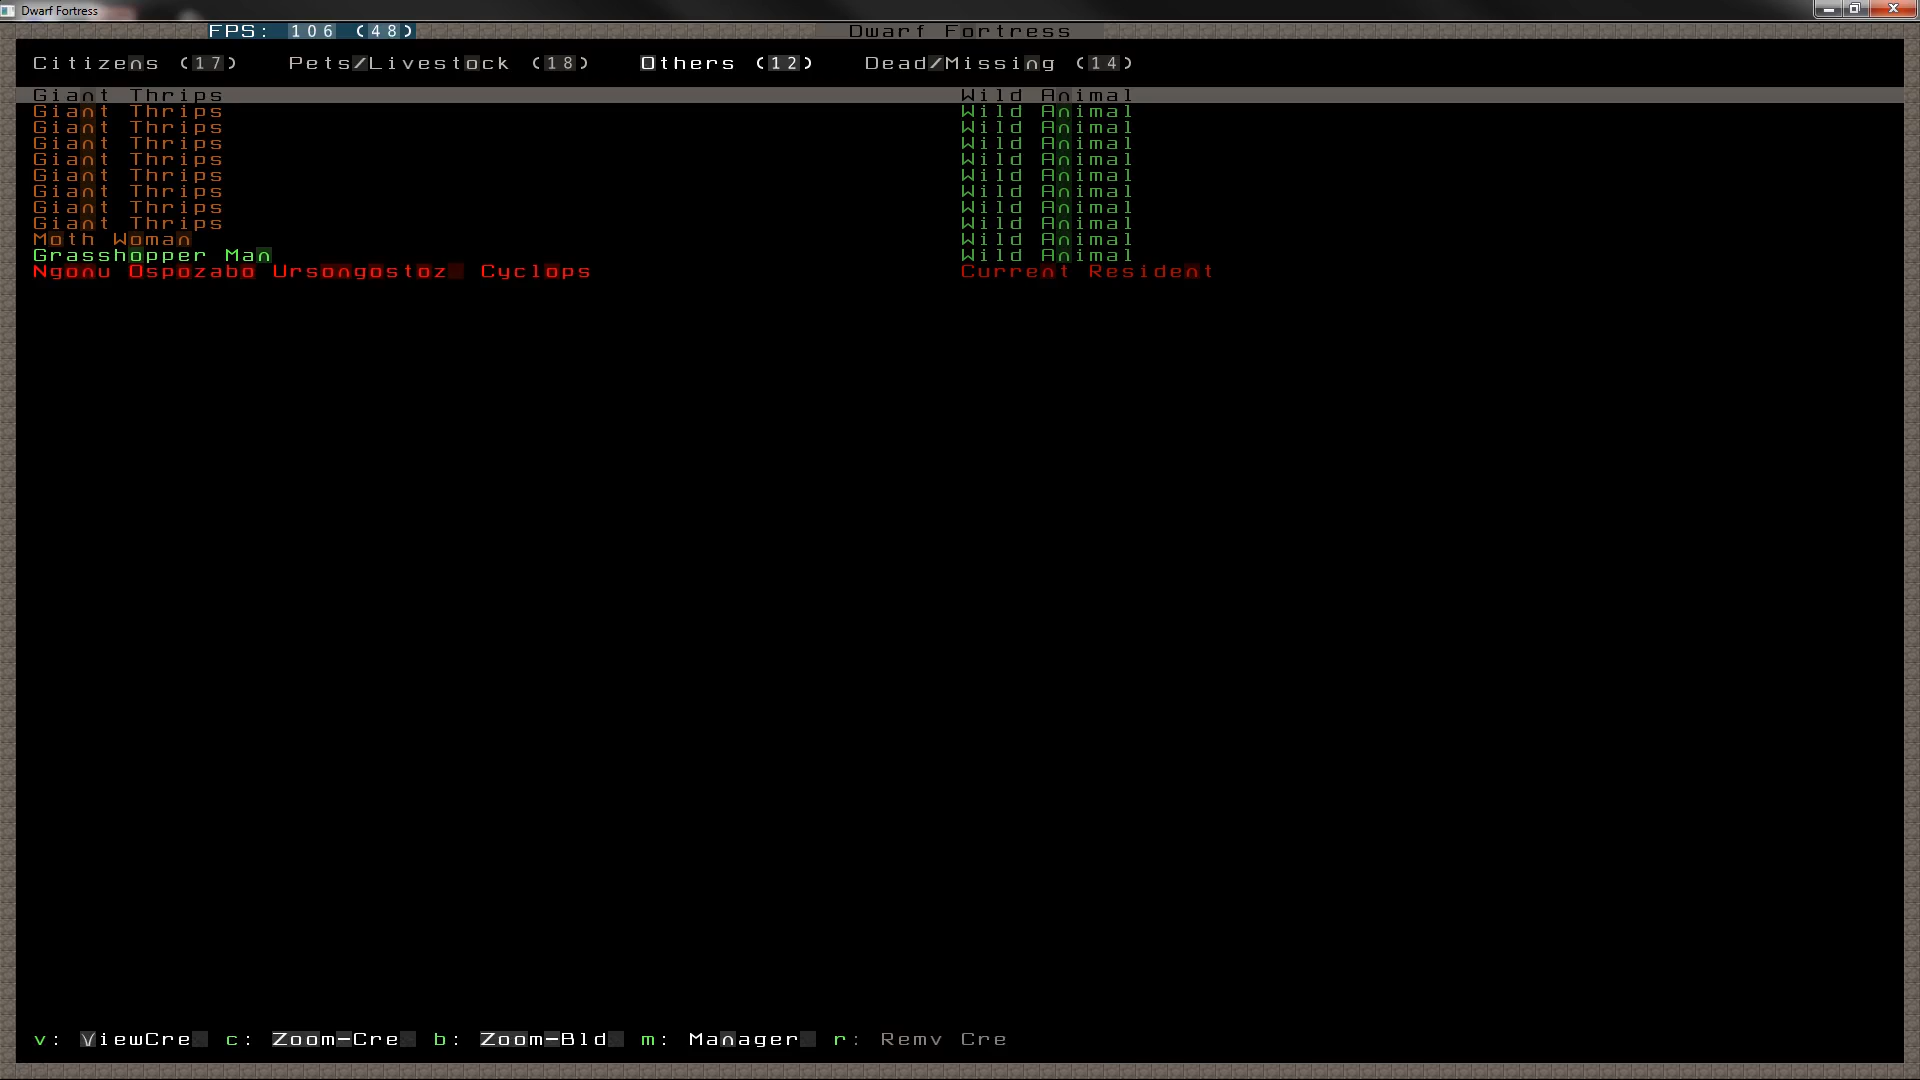 Dwarf Fortress
FPS: 106 (48) Dwarf Fortress
Citizens (17) Pets/Livestock (18) Others (12) Dead/Missing (14)
Giant Thrips Wild Animal
Giant Thrips Wild Animal
Giant Thrips Wild Animal
Giant Thrips Wild Animal
Giant Thrips Wild Animal
Giant Thrips Wild Animal
Giant Thrips Wild Animal
Giant Thrips Wild Animal
Giant Thrips Wild Animal
Moth Woman Wild Animal
Grasshopper Man Wild Animal
Ngonu Ospozabo Ursongostoz Cyclops Current Resident
v: ViewCre c: Zoom-Cre b: Zoom-Bld m: Manager r: Remv Cre